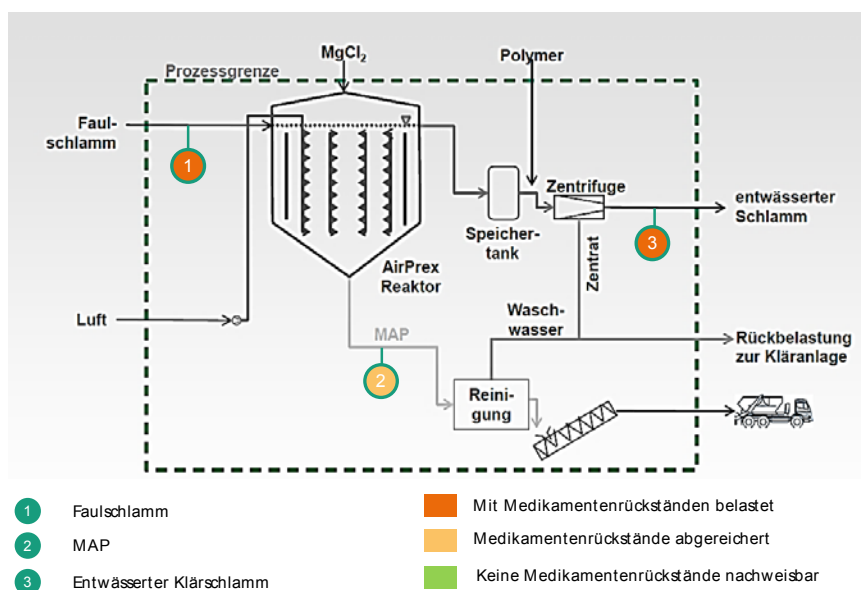 MgCl₂
Polymer
Prozessgrenze
Faul-
schlamm
1
Zentrifuge
entwässerter
Schlamm
Speicher-
tank
3
AirPrex
Reaktor
Zentrat
Luft
MAP
Wasch-
wasser
Rückbelastung
zur Kläranlage
2
Reini-
gung
1 Faulschlamm
2 MAP
3 Entwässerter Klärschlamm
Mit Medikamentenrückständen belastet
Medikamentenrückstände abgereichert
Keine Medikamentenrückstände nachweisbar